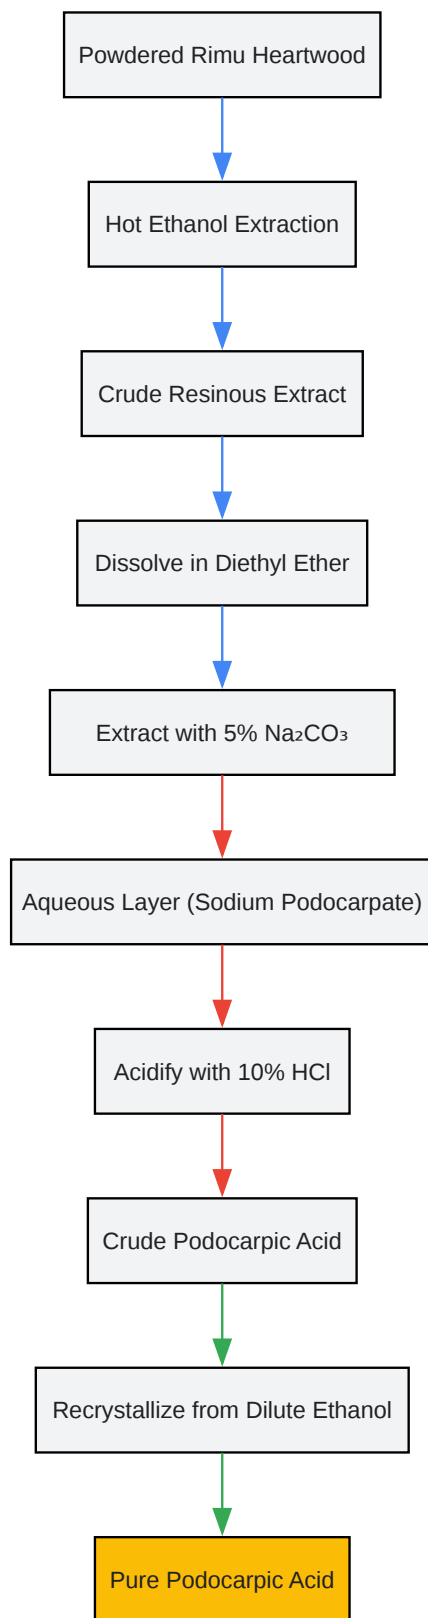 Powdered Rimu Heartwood
Hot Ethanol Extraction
Crude Resinous Extract
Dissolve in Diethyl Ether
Extract with 5% Na₂CO₃
Aqueous Layer (Sodium Podocarpate)
Acidify with 10% HCl
Crude Podocarpic Acid
Recrystallize from Dilute Ethanol
Pure Podocarpic Acid